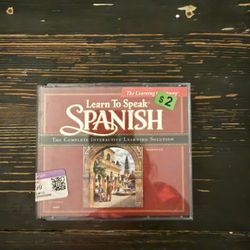 The Learning Company
$2
Learn To Speak
SPANISH
The Complete Interactive Learning Solution